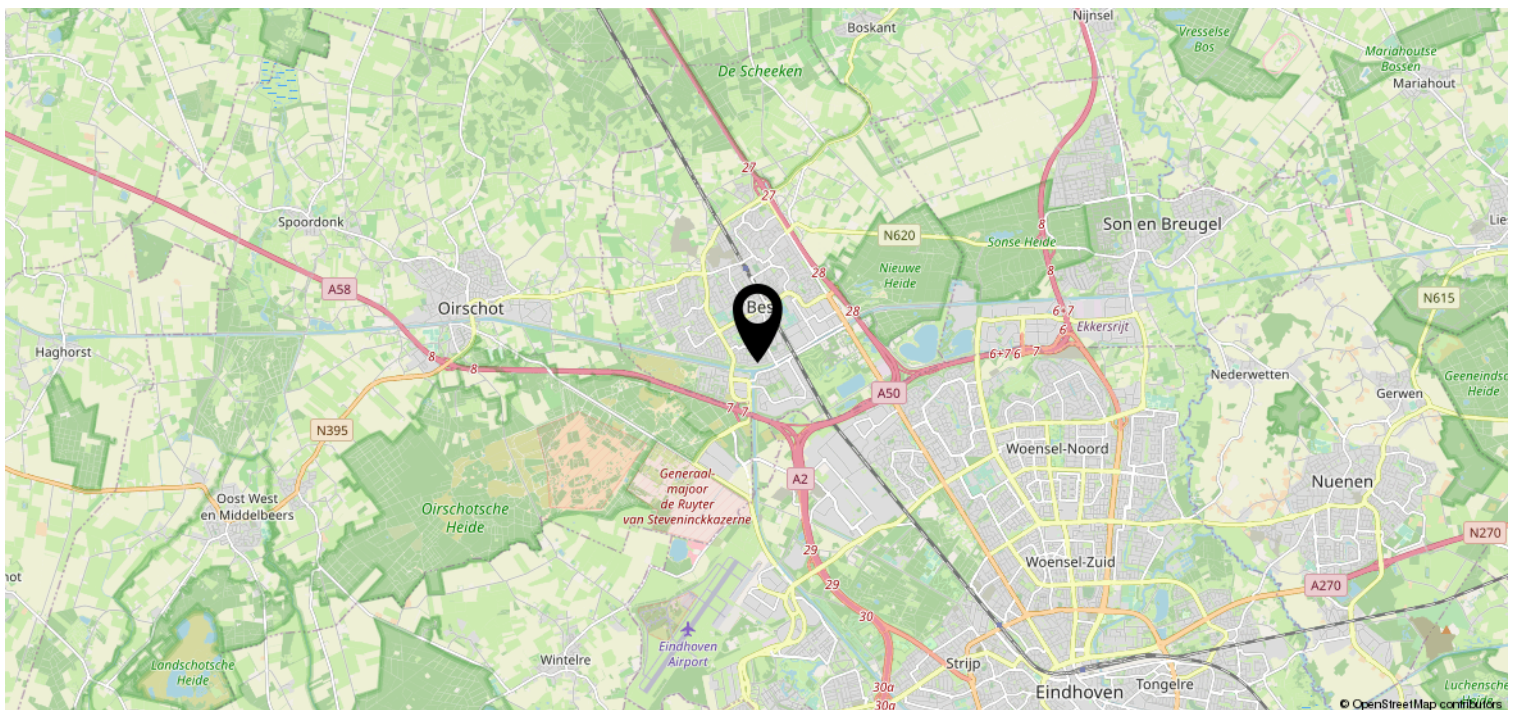 Boskant
Nijnsel
Vresselse
Bos
Mariahoutse
Bossen
Mariahout
De Scheeken
27
27
Spoordonk
Son en Breugel
8
N620
Sonse Heide
Nieuwe
Heide
28
8
A58
Oirschot
28
6+7
6
Ekkersrijt
N615
Haghorst
8
8
6+7 6
7
Nederwetten
Gerwen
Heide
A50
7
7
N395
Woensel-Noord
A2
Generaal-
majoor
de Ruyter
van Steveninckkazerne
Nuenen
Oost West
en Middelbeers
Oirschotsche
Heide
N270
29
29
Woensel-Zuid
A270
30
Eindhoven
Airport
Wintelre
Landschotsche
Heide
Strijp
30a
30a
Eindhoven
Tongelre
© OpenStreetMap contributors